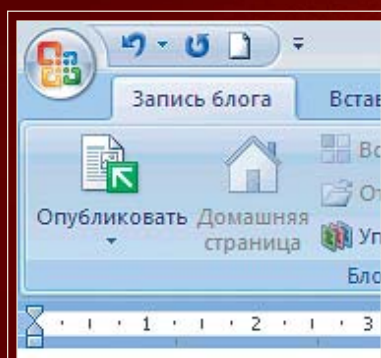 Запись блога
Опубликовать
Домашняя
страница
1 2 3